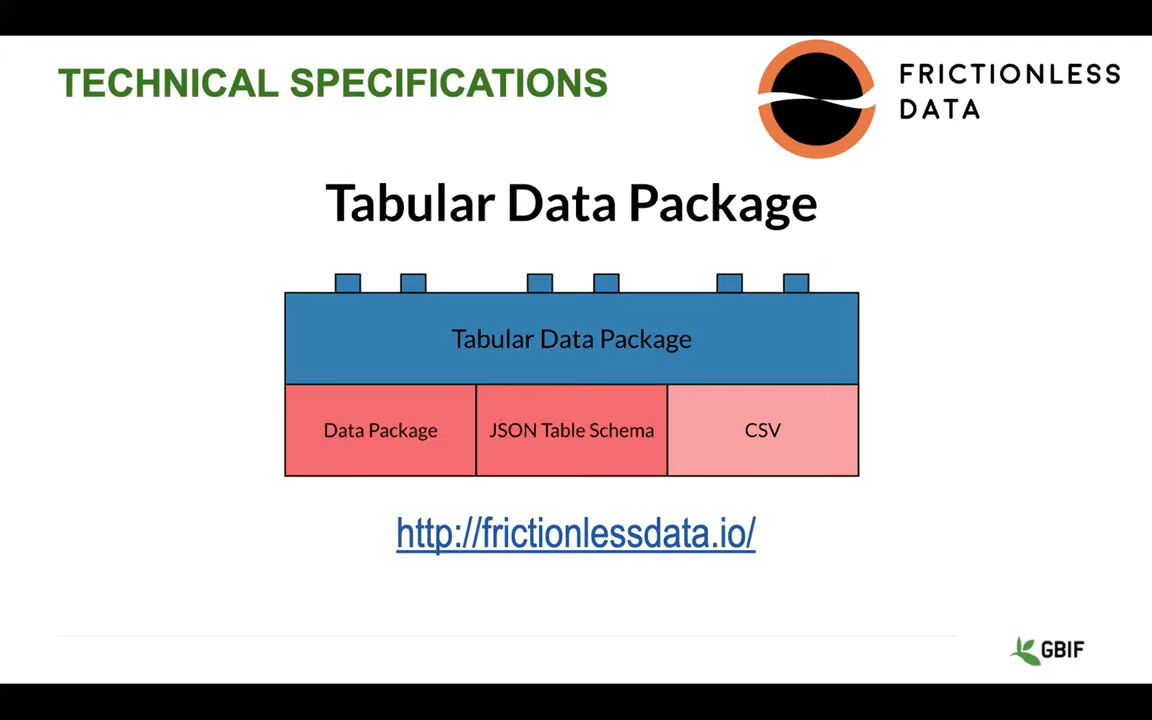 TECHNICAL SPECIFICATIONS
FRICTIONLESS
DATA
Tabular Data Package
Tabular Data Package
Data Package
JSON Table Schema
CSV
http://frictionlessdata.io/
GBIF